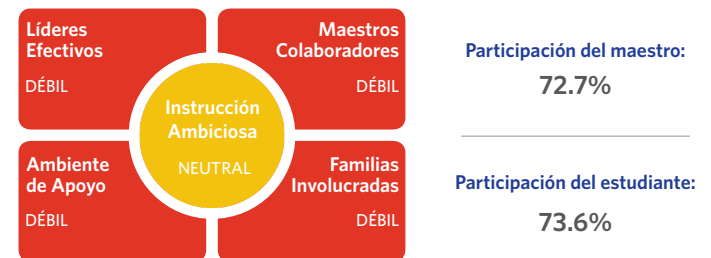 Líderes
Efectivos
DÉBIL
Maestros
Colaboradores
DÉBIL
Instrucción
Ambiciosa
NEUTRAL
Ambiente
de Apoyo
DÉBIL
Familias
Involucradas
DÉBIL
Participación del maestro:
72.7%
Participación del estudiante:
73.6%